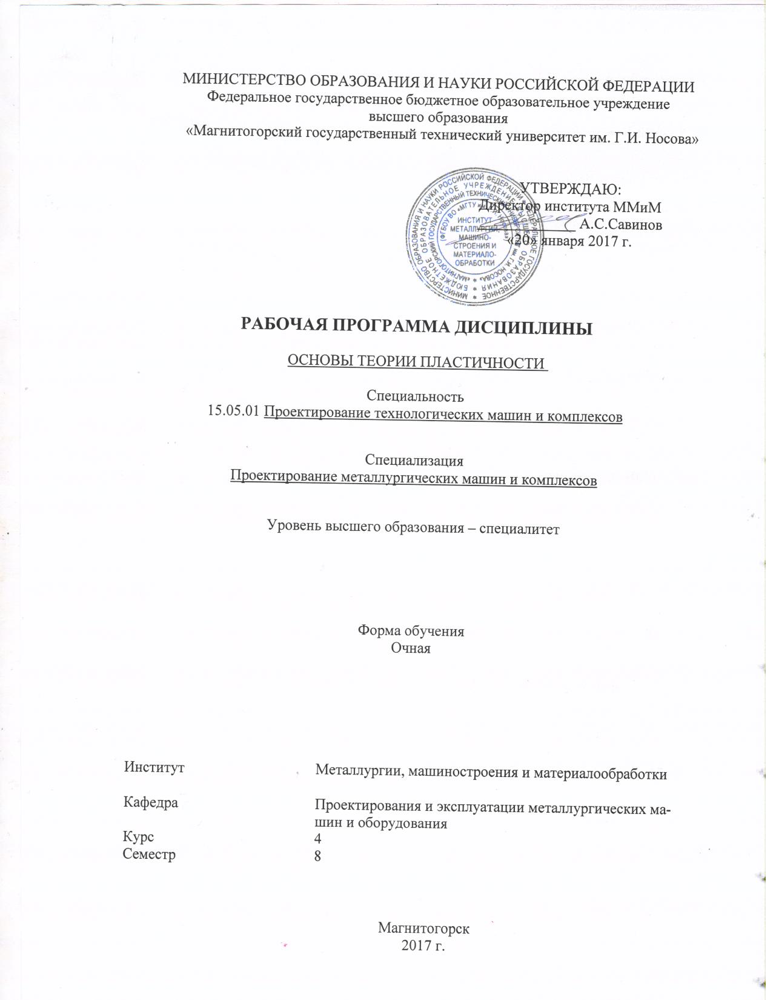 МИНИСТЕРСТВО ОБРАЗОВАНИЯ И НАУКИ РОССИЙСКОЙ ФЕДЕРАЦИИ
Федеральное государственное бюджетное образовательное учреждение
высшего образования
«Магнитогорский государственный технический университет им. Г.И. Носова»
УТВЕРЖДАЮ:
Директор института ММиМ
А.С.Савинов
«20» января 2017 г.
МИНИСТЕРСТВО ОБРАЗОВАНИЯ И НАУКИ РОССИЙСКОЙ ФЕДЕРАЦИИ * ФЕДЕРАЛЬНОЕ ГОСУДАРСТВЕННОЕ *
БЮДЖЕТНОЕ ОБРАЗОВАТЕЛЬНОЕ УЧРЕЖДЕНИЕ ВЫСШЕГО ОБРАЗОВАНИЯ *
«МАГНИТОГОРСКИЙ ГОСУДАРСТВЕННЫЙ ТЕХНИЧЕСКИЙ УНИВЕРСИТЕТ им. Г.И. НОСОВА» *
(ФГБОУ ВО «МГТУ им. Г.И. Носова»)
ИНСТИТУТ
МЕТАЛЛУРГИИ,
МАШИНО-
СТРОЕНИЯ И
МАТЕРИАЛО-
ОБРАБОТКИ
РАБОЧАЯ ПРОГРАММА ДИСЦИПЛИНЫ
ОСНОВЫ ТЕОРИИ ПЛАСТИЧНОСТИ
Специальность
15.05.01 Проектирование технологических машин и комплексов
Специализация
Проектирование металлургических машин и комплексов
Уровень высшего образования – специалитет
Форма обучения
Очная
Институт Металлургии, машиностроения и материалообработки
Кафедра Проектирования и эксплуатации металлургических ма-
шин и оборудования
Курс 4
Семестр 8
Магнитогорск
2017 г.